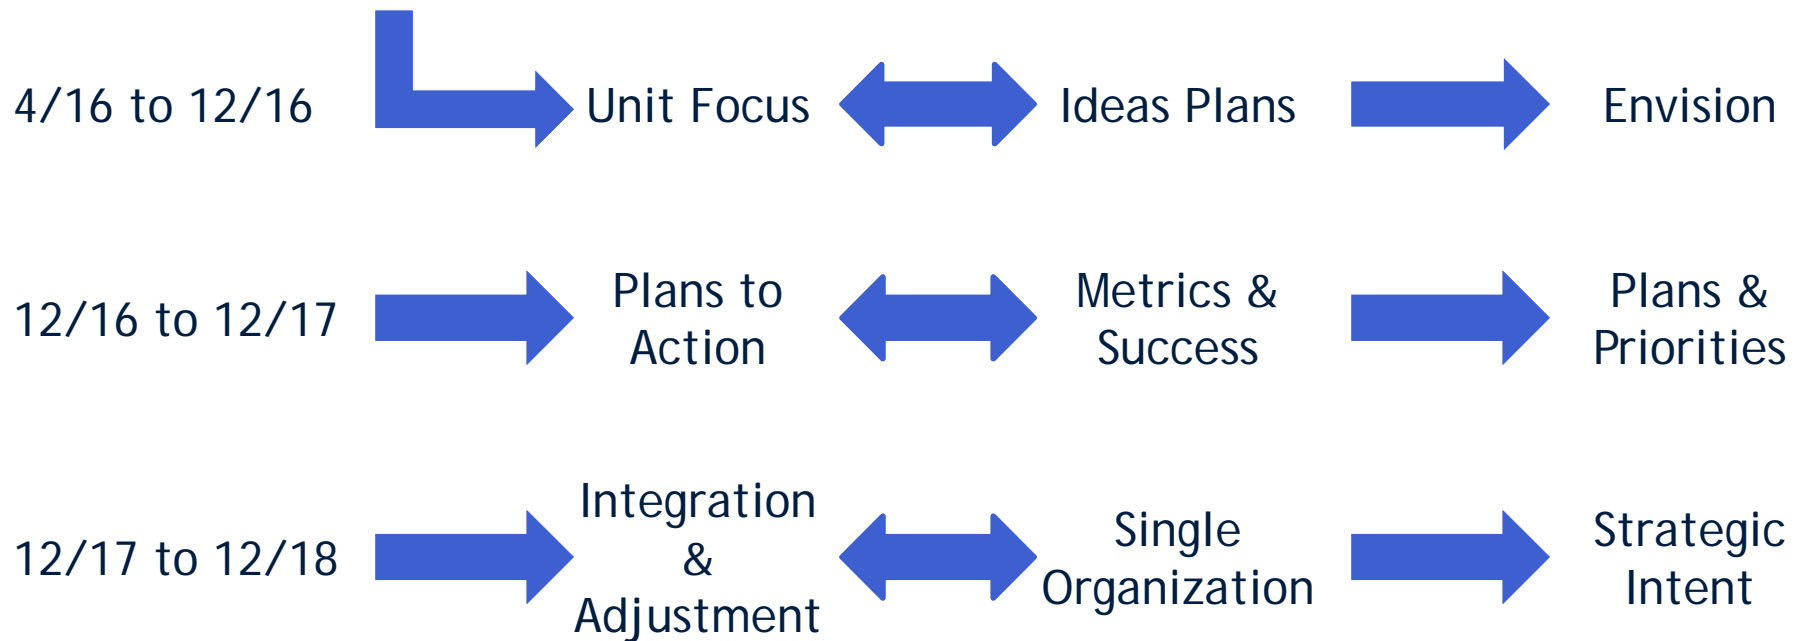 4/16 to 12/16
Unit Focus
Ideas Plans
Envision
12/16 to 12/17
Plans to
Action
Metrics &
Success
Plans &
Priorities
12/17 to 12/18
Integration
&
Adjustment
Single
Organization
Strategic
Intent